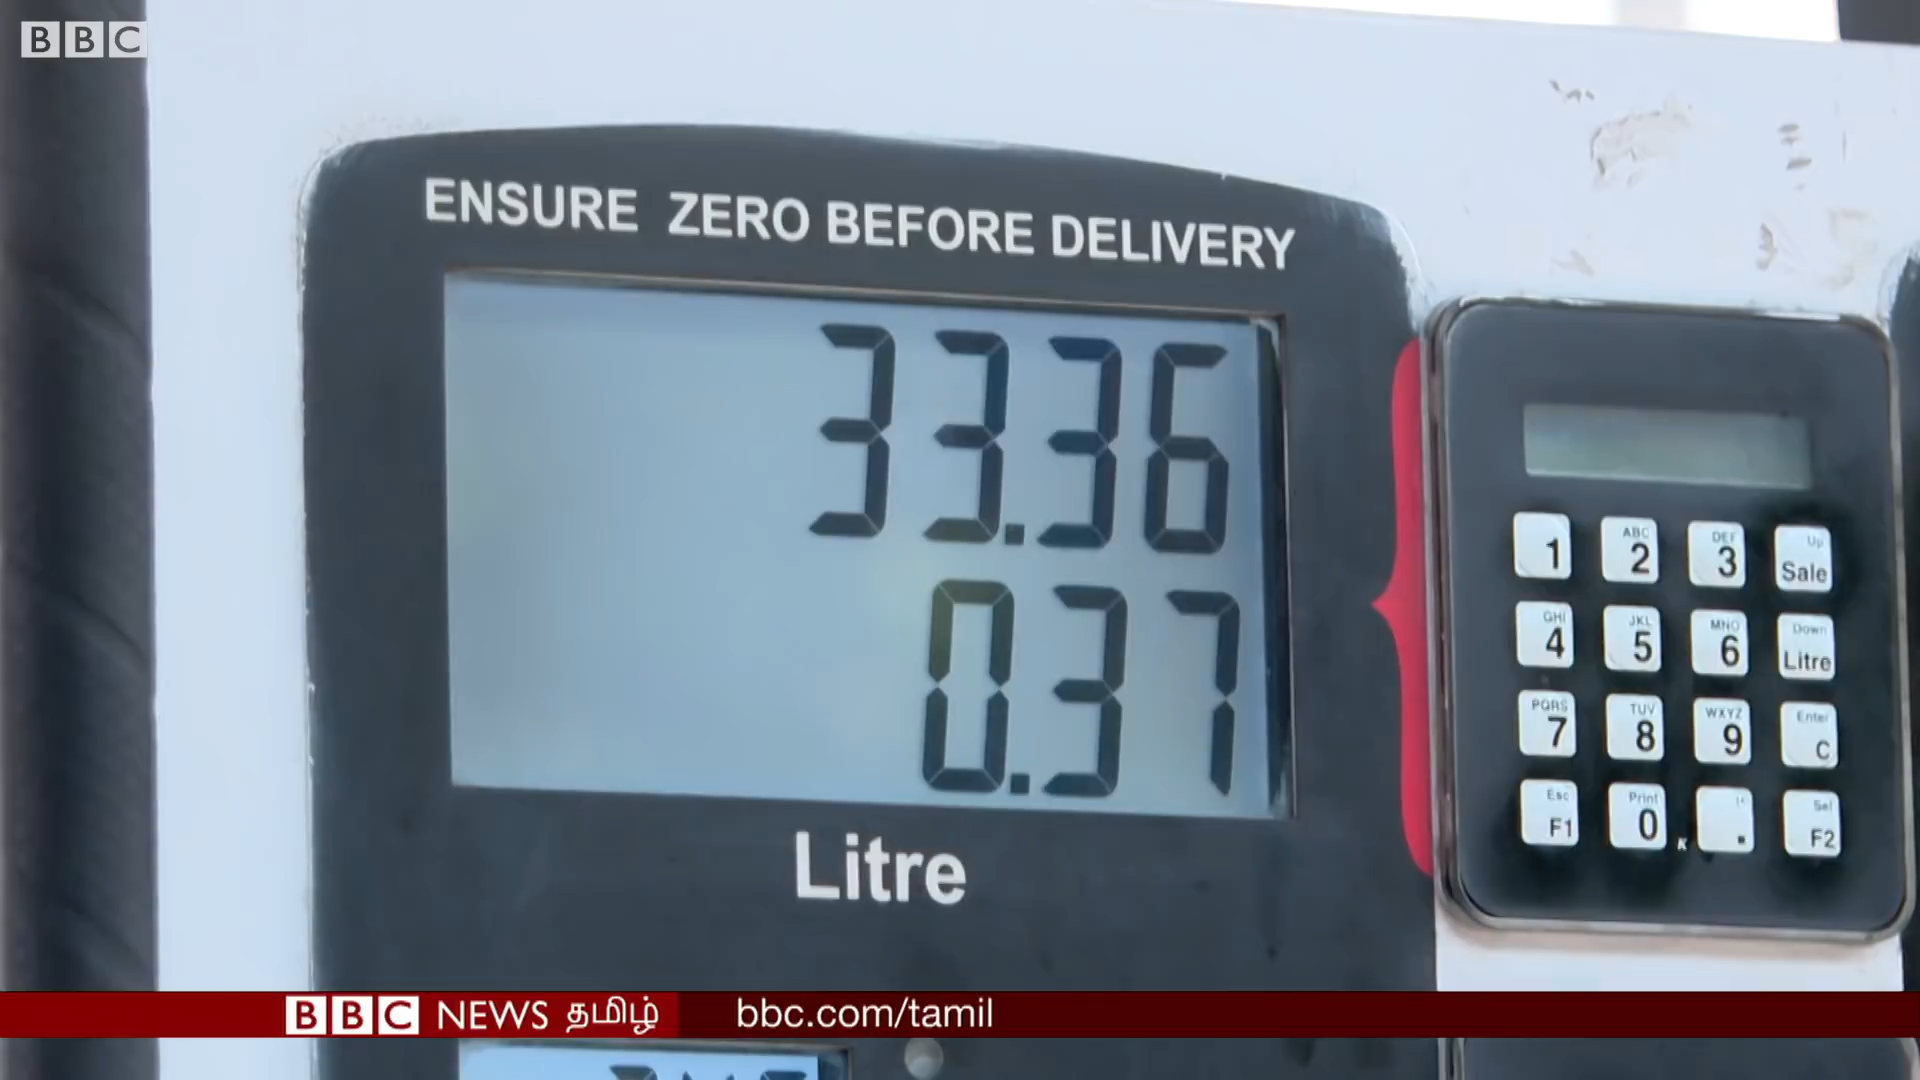 BBC
ENSURE ZERO BEFORE DELIVERY
33.36
0.37
Litre
1
ABC 2
DEF 3
Up Sale
GHI 4
JKL 5
MNO 6
Down Litre
PQRS 7
TUV 8
WXYZ 9
Enter C
Esc F1
Print 0
K
.
Sel F2
BBC NEWS தமிழ் bbc.com/tamil